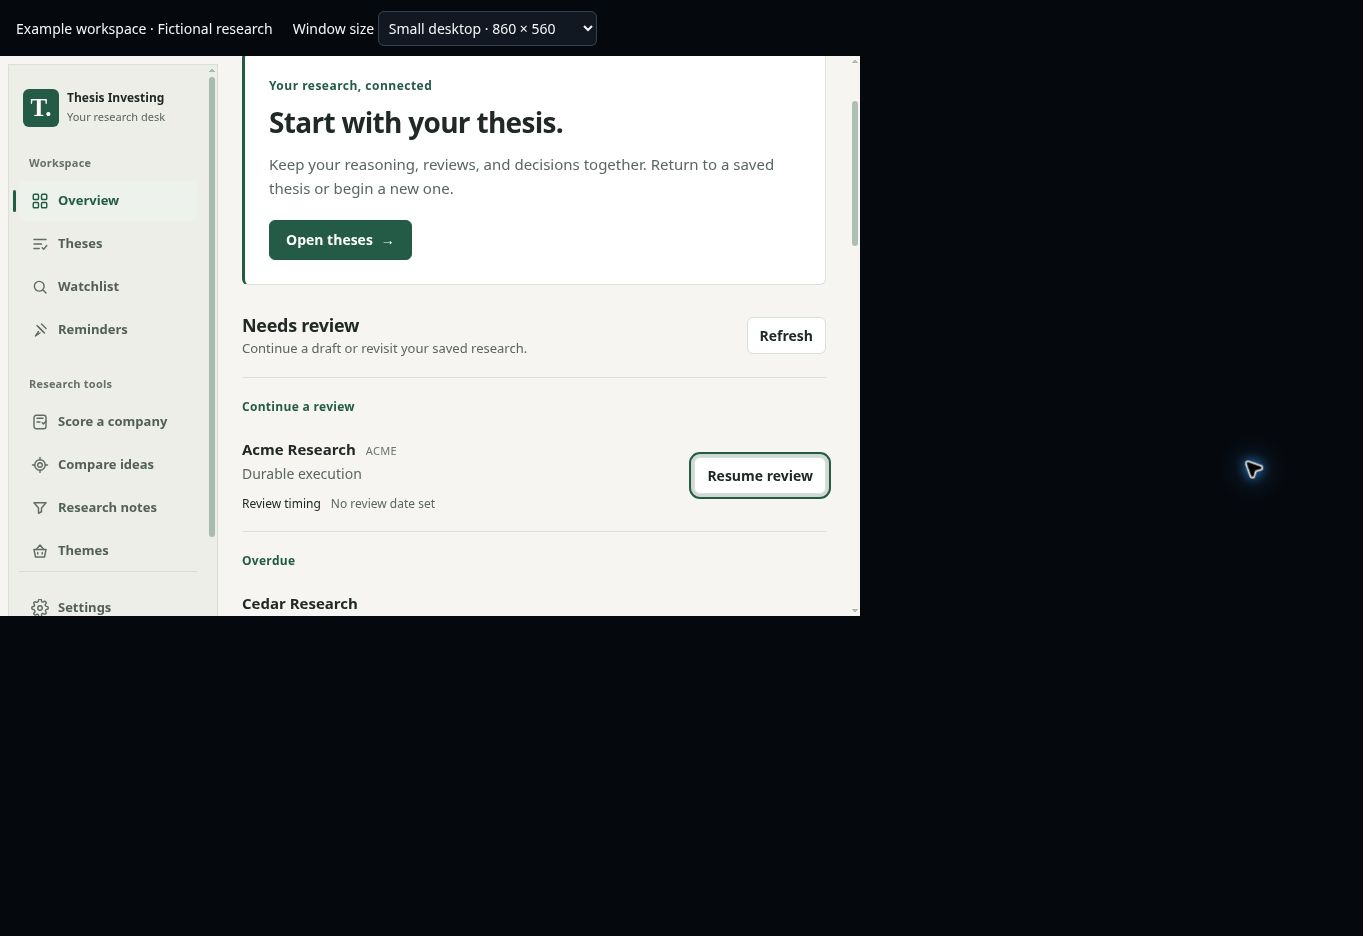 Example workspace · Fictional research
Window size
Small desktop · 860 × 560
T.
Thesis Investing
Your research desk
Workspace
Overview
Theses
Watchlist
Reminders
Research tools
Score a company
Compare ideas
Research notes
Themes
Settings
Your research, connected
Start with your thesis.
Keep your reasoning, reviews, and decisions together. Return to a saved
thesis or begin a new one.
Open theses →
Needs review
Continue a draft or revisit your saved research.
Refresh
Continue a review
Acme Research ACME
Durable execution
Review timing No review date set
Resume review
Overdue
Cedar Research